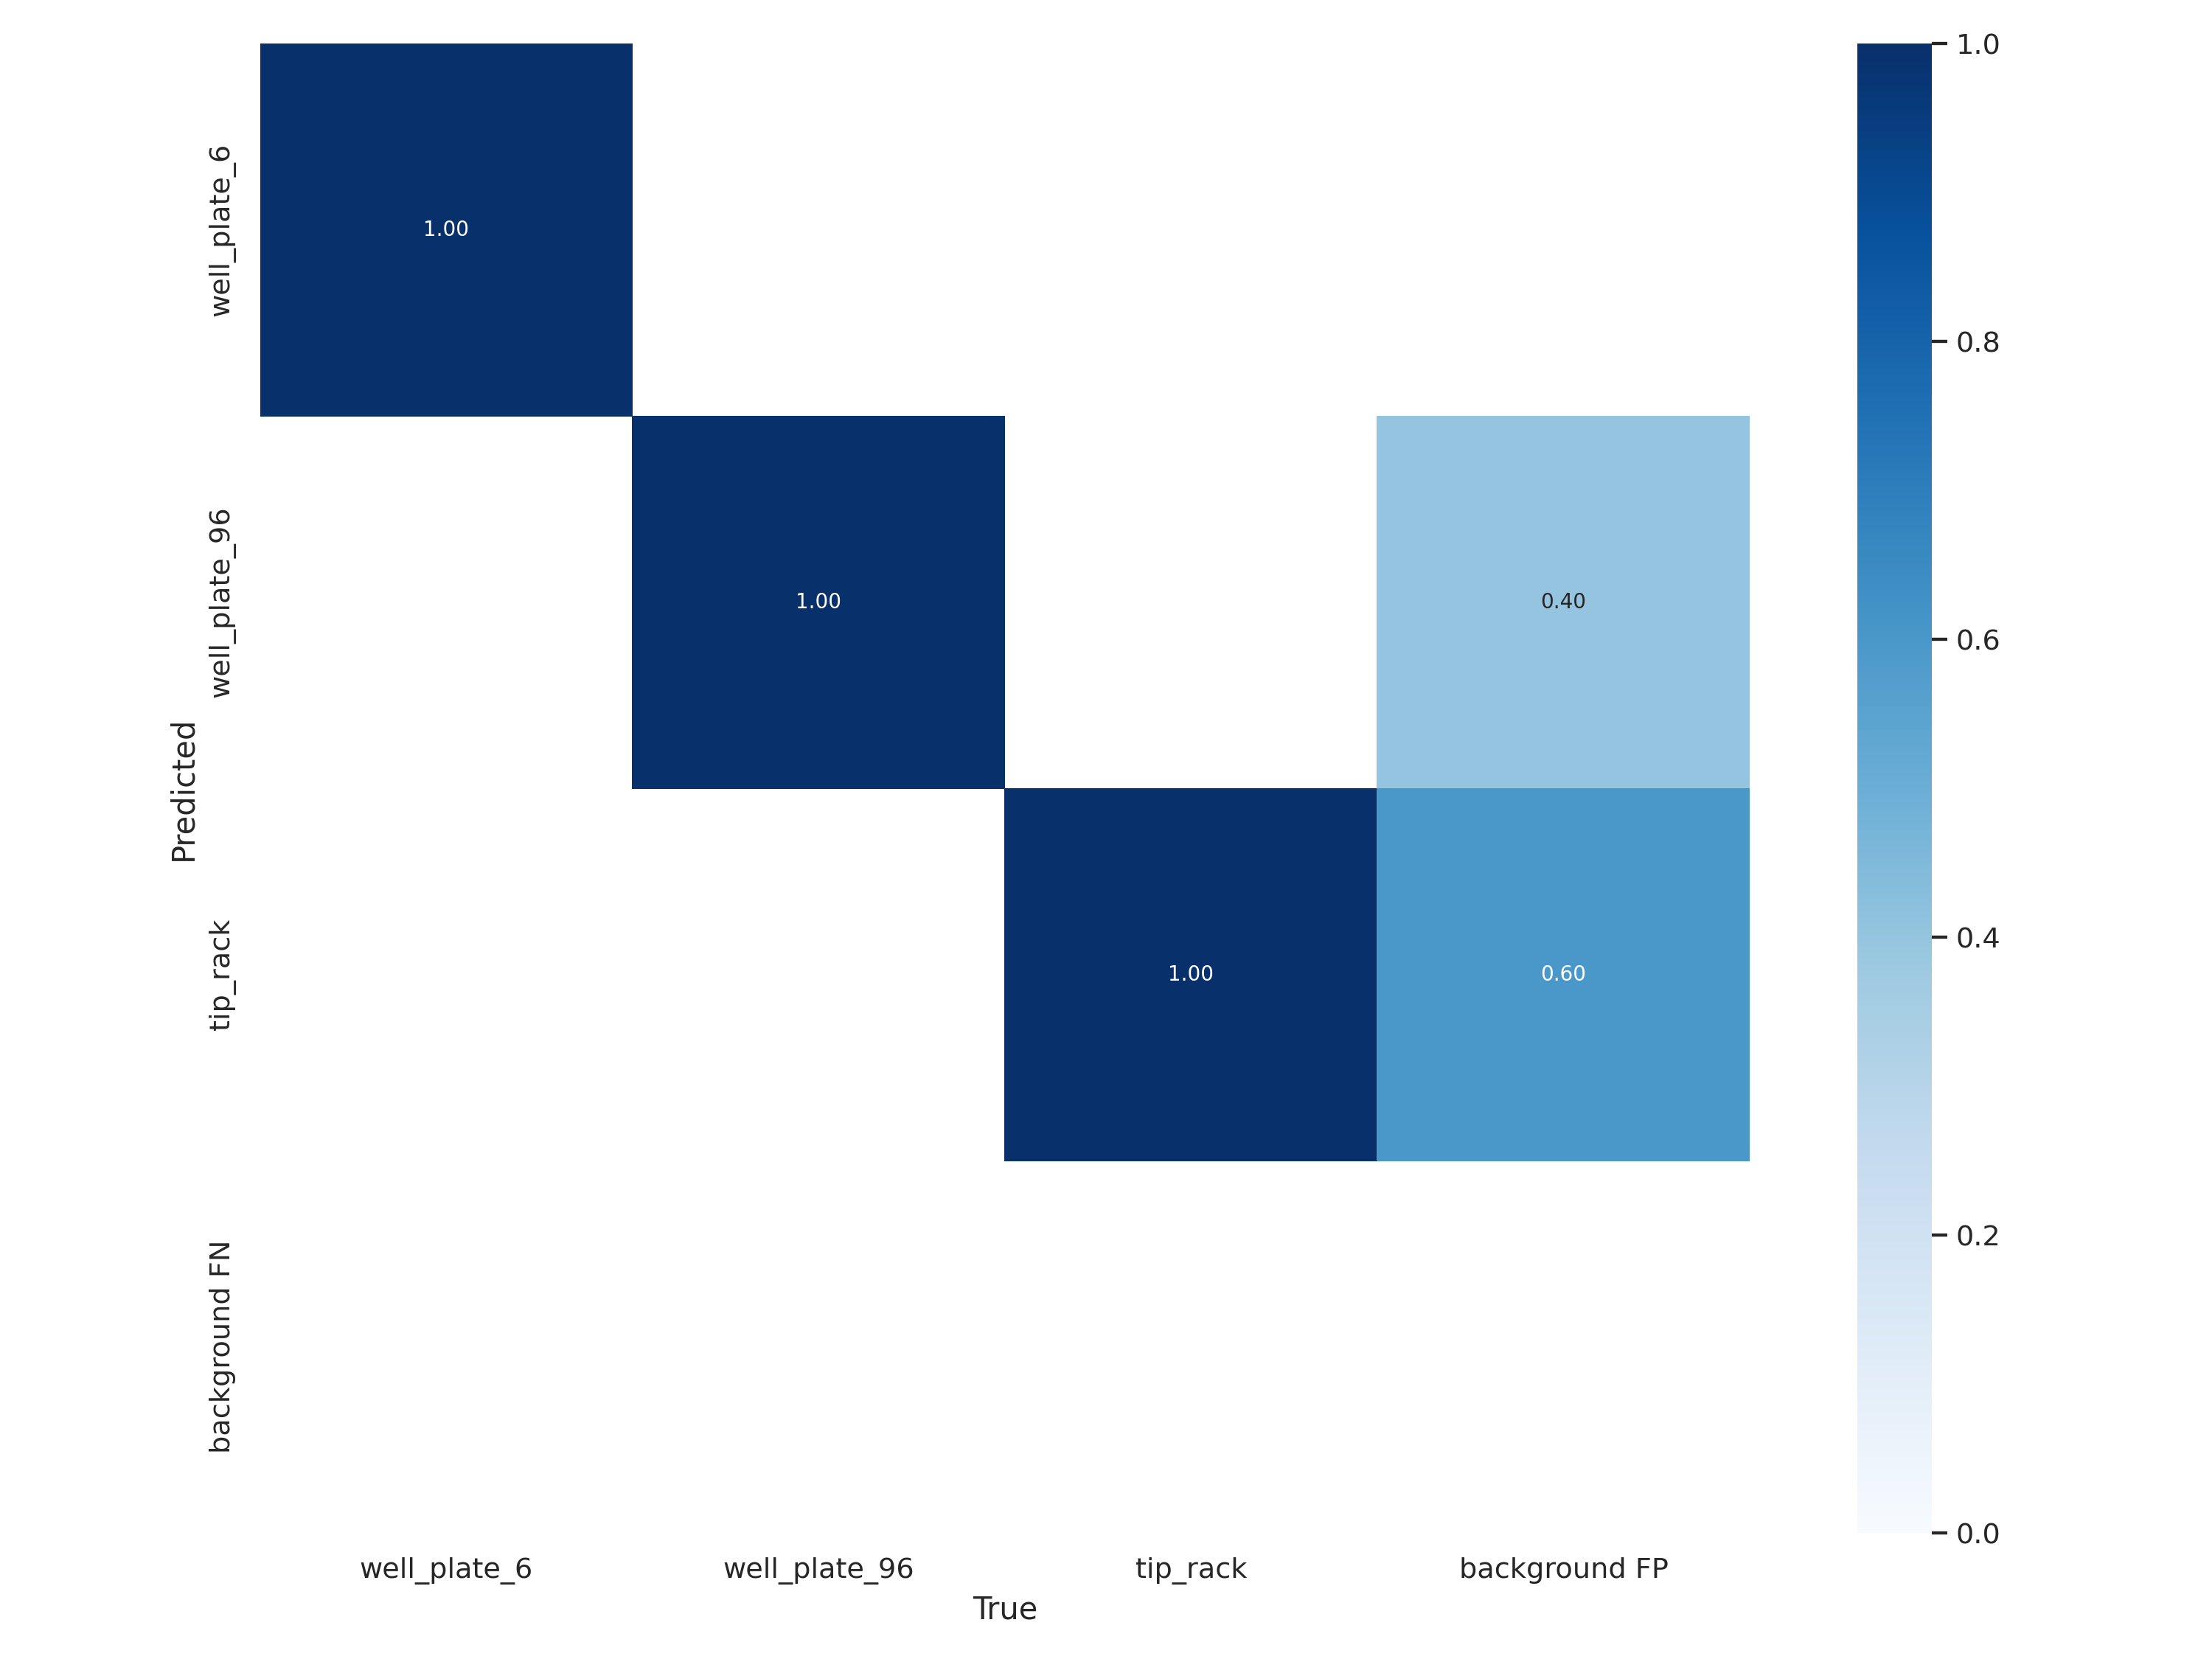 1.00
1.00
0.40
1.00
0.60
well_plate_6
well_plate_96
tip_rack
background FN
Predicted
well_plate_6
well_plate_96
tip_rack
background FP
True
1.0
0.8
0.6
0.4
0.2
0.0